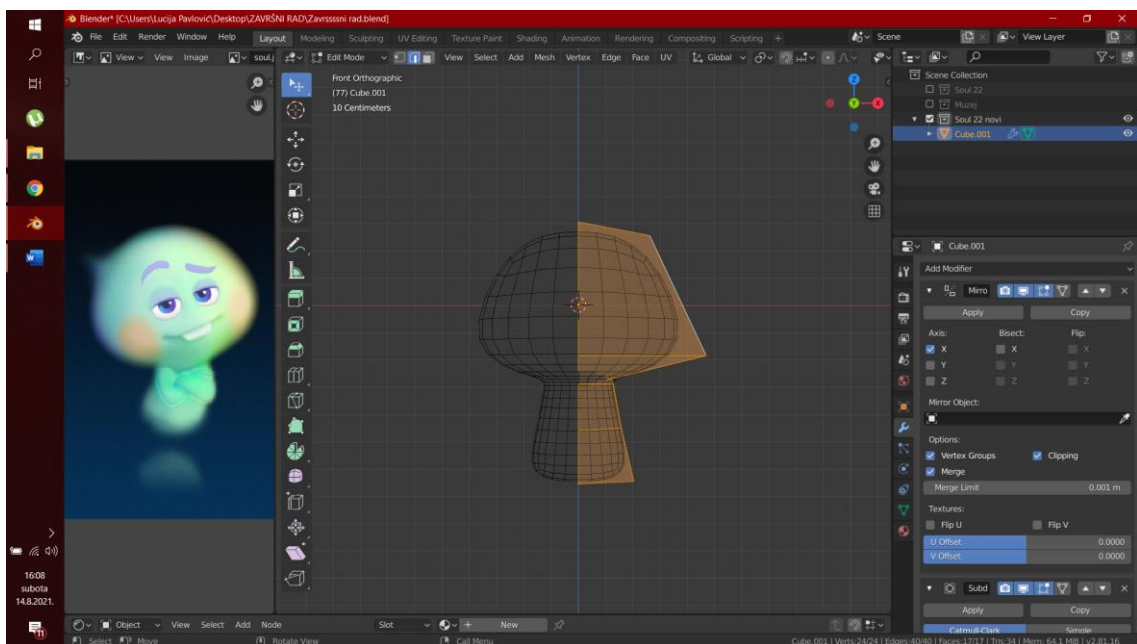 Blender* [C:\Users\Lucija Pavlović\Desktop\ZAVRŠNI RAD\Zavrssssni rad.blend]
File Edit Render Window Help Layout Modeling Sculpting UV Editing Texture Paint Shading Animation Rendering Compositing Scripting + Scene View Layer
View View Image soul.j Edit Mode View Select Add Mesh Vertex Edge Face UV Global
Front Orthographic
(77) Cube.001
10 Centimeters
Z
Y
X
Scene Collection
Soul 22
Muzej
Soul 22 novi
Cube.001
Cube.001
Add Modifier
Mirro
Apply Copy
Axis: Bisect: Flip:
X X X
Y Y Y
Z Z Z
Mirror Object:
Options:
Vertex Groups Clipping
Merge
Merge Limit 0.001 m
Textures:
Flip U Flip V
U Offset 0.0000
V Offset 0.0000
Subd
Apply Copy
Catmull-Clark Simple
16:08
subota
14.8.2021.
11
Object View Select Add Node Slot + New
Select Move Rotate View Call Menu Cube.001 | Verts:24/24 | Edges:40/40 | Faces:17/17 | Tris:34 | Mem: 64.1 MiB | v2.81.16